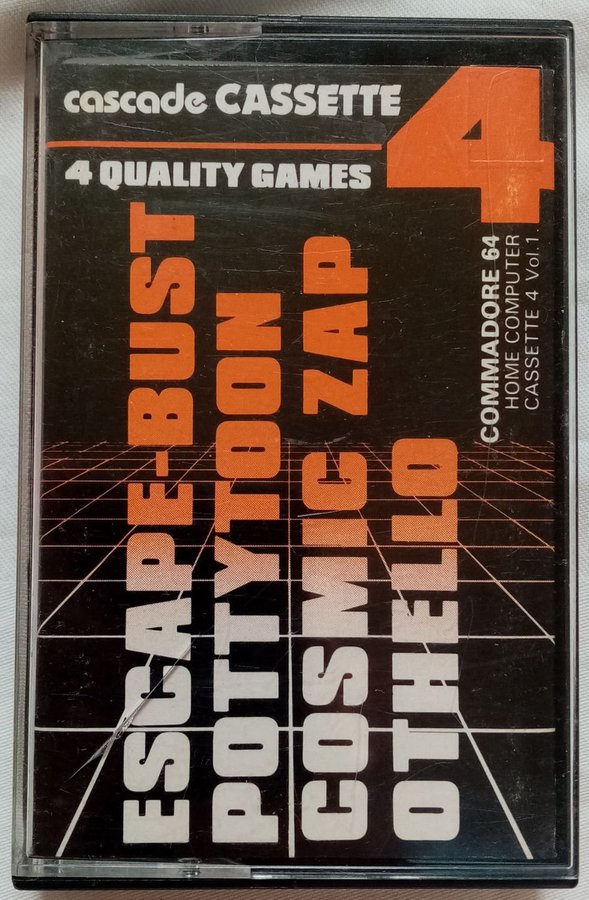 cascade CASSETTE 4
4 QUALITY GAMES
COMMADORE 64
HOME COMPUTER
CASSETTE 4 Vol.1.
ESCAPE-BUST
POTTYTOON
COSMIC ZAP
OTHELLO